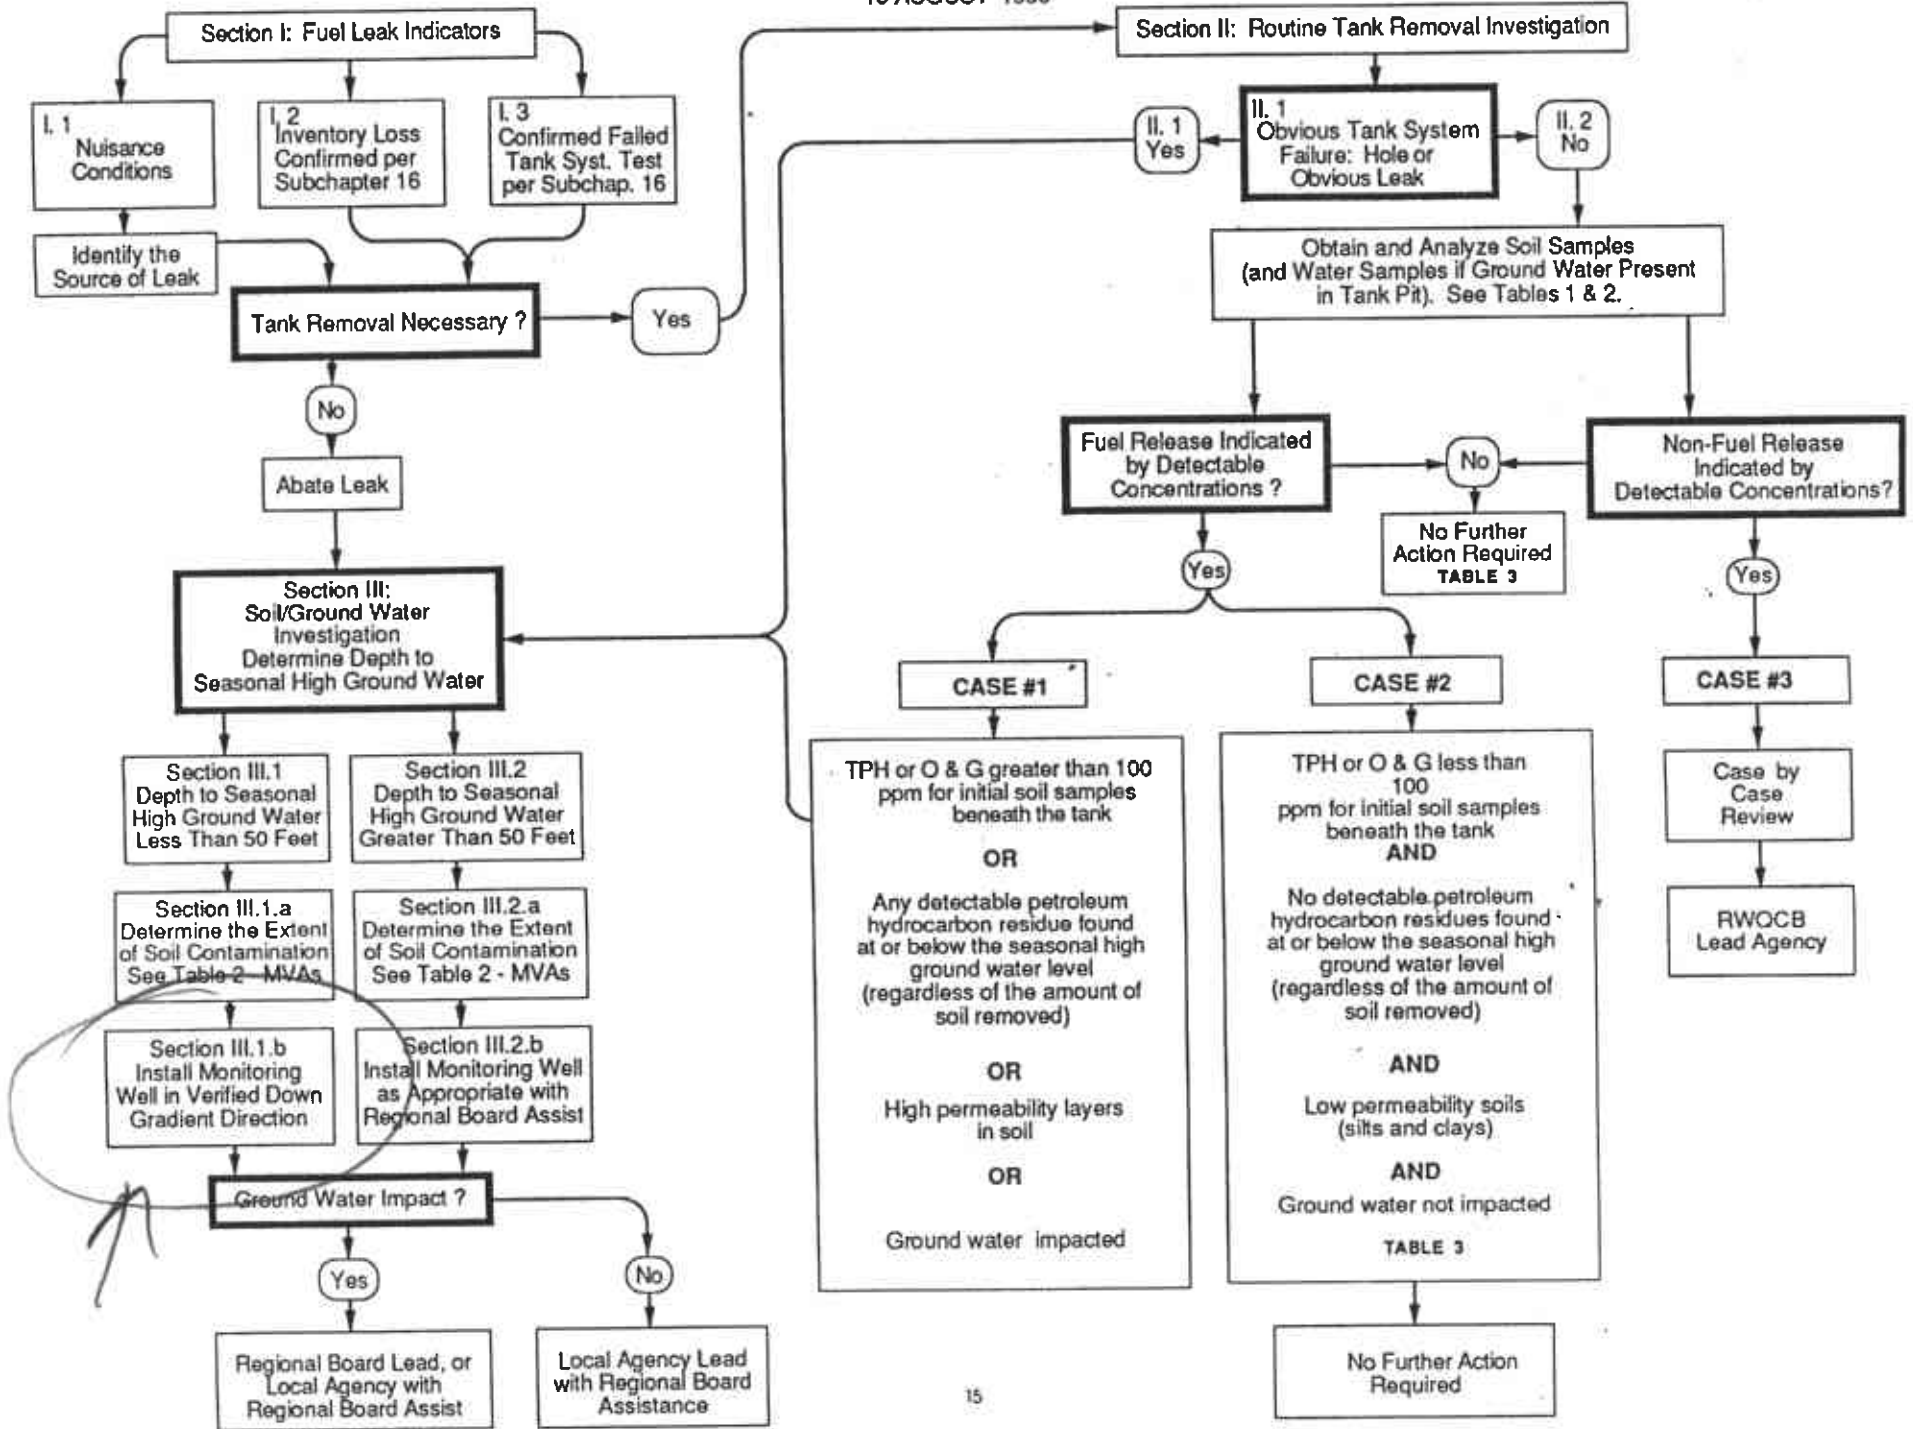 10 AUGUST
Section I: Fuel Leak Indicators
I. 1
Nuisance
Conditions
I. 2
Inventory Loss
Confirmed per
Subchapter 16
I. 3
Confirmed Failed
Tank Syst. Test
per Subchap. 16
Identify the
Source of Leak
Tank Removal Necessary ?
Yes
No
Abate Leak
Section III:
Soil/Ground Water
Investigation
Determine Depth to
Seasonal High Ground Water
Section III.1
Depth to Seasonal
High Ground Water
Less Than 50 Feet
Section III.2
Depth to Seasonal
High Ground Water
Greater Than 50 Feet
Section III.1.a
Determine the Extent
of Soil Contamination
See Table 2 - MVAs
Section III.2.a
Determine the Extent
of Soil Contamination
See Table 2 - MVAs
Section III.1.b
Install Monitoring
Well in Verified Down
Gradient Direction
Section III.2.b
Install Monitoring Well
as Appropriate with
Regional Board Assist
Ground Water Impact ?
Yes
No
Regional Board Lead, or
Local Agency with
Regional Board Assist
Local Agency Lead
with Regional Board
Assistance
Section II: Routine Tank Removal Investigation
II. 1
Yes
II. 1
Obvious Tank System
Failure: Hole or
Obvious Leak
II. 2
No
Obtain and Analyze Soil Samples
(and Water Samples if Ground Water Present
in Tank Pit). See Tables 1 & 2.
Fuel Release Indicated
by Detectable
Concentrations ?
No
Non-Fuel Release
Indicated by
Detectable Concentrations?
No Further
Action Required
TABLE 3
Yes
Yes
CASE #1
TPH or O & G greater than 100
ppm for initial soil samples
beneath the tank
OR
Any detectable petroleum
hydrocarbon residue found
at or below the seasonal high
ground water level
(regardless of the amount of
soil removed)
OR
High permeability layers
in soil
OR
Ground water impacted
CASE #2
TPH or O & G less than
100
ppm for initial soil samples
beneath the tank
AND
No detectable petroleum
hydrocarbon residues found
at or below the seasonal high
ground water level
(regardless of the amount of
soil removed)
AND
Low permeability soils
(silts and clays)
AND
Ground water not impacted
TABLE 3
No Further Action
Required
CASE #3
Case by
Case
Review
RWQCB
Lead Agency
15